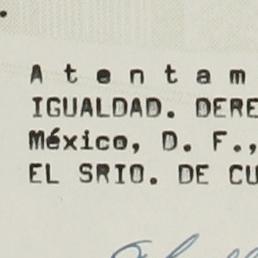 A t e n t a m
IGUALDAD. DERE
México, D. F.,
EL SRIO. DE CU